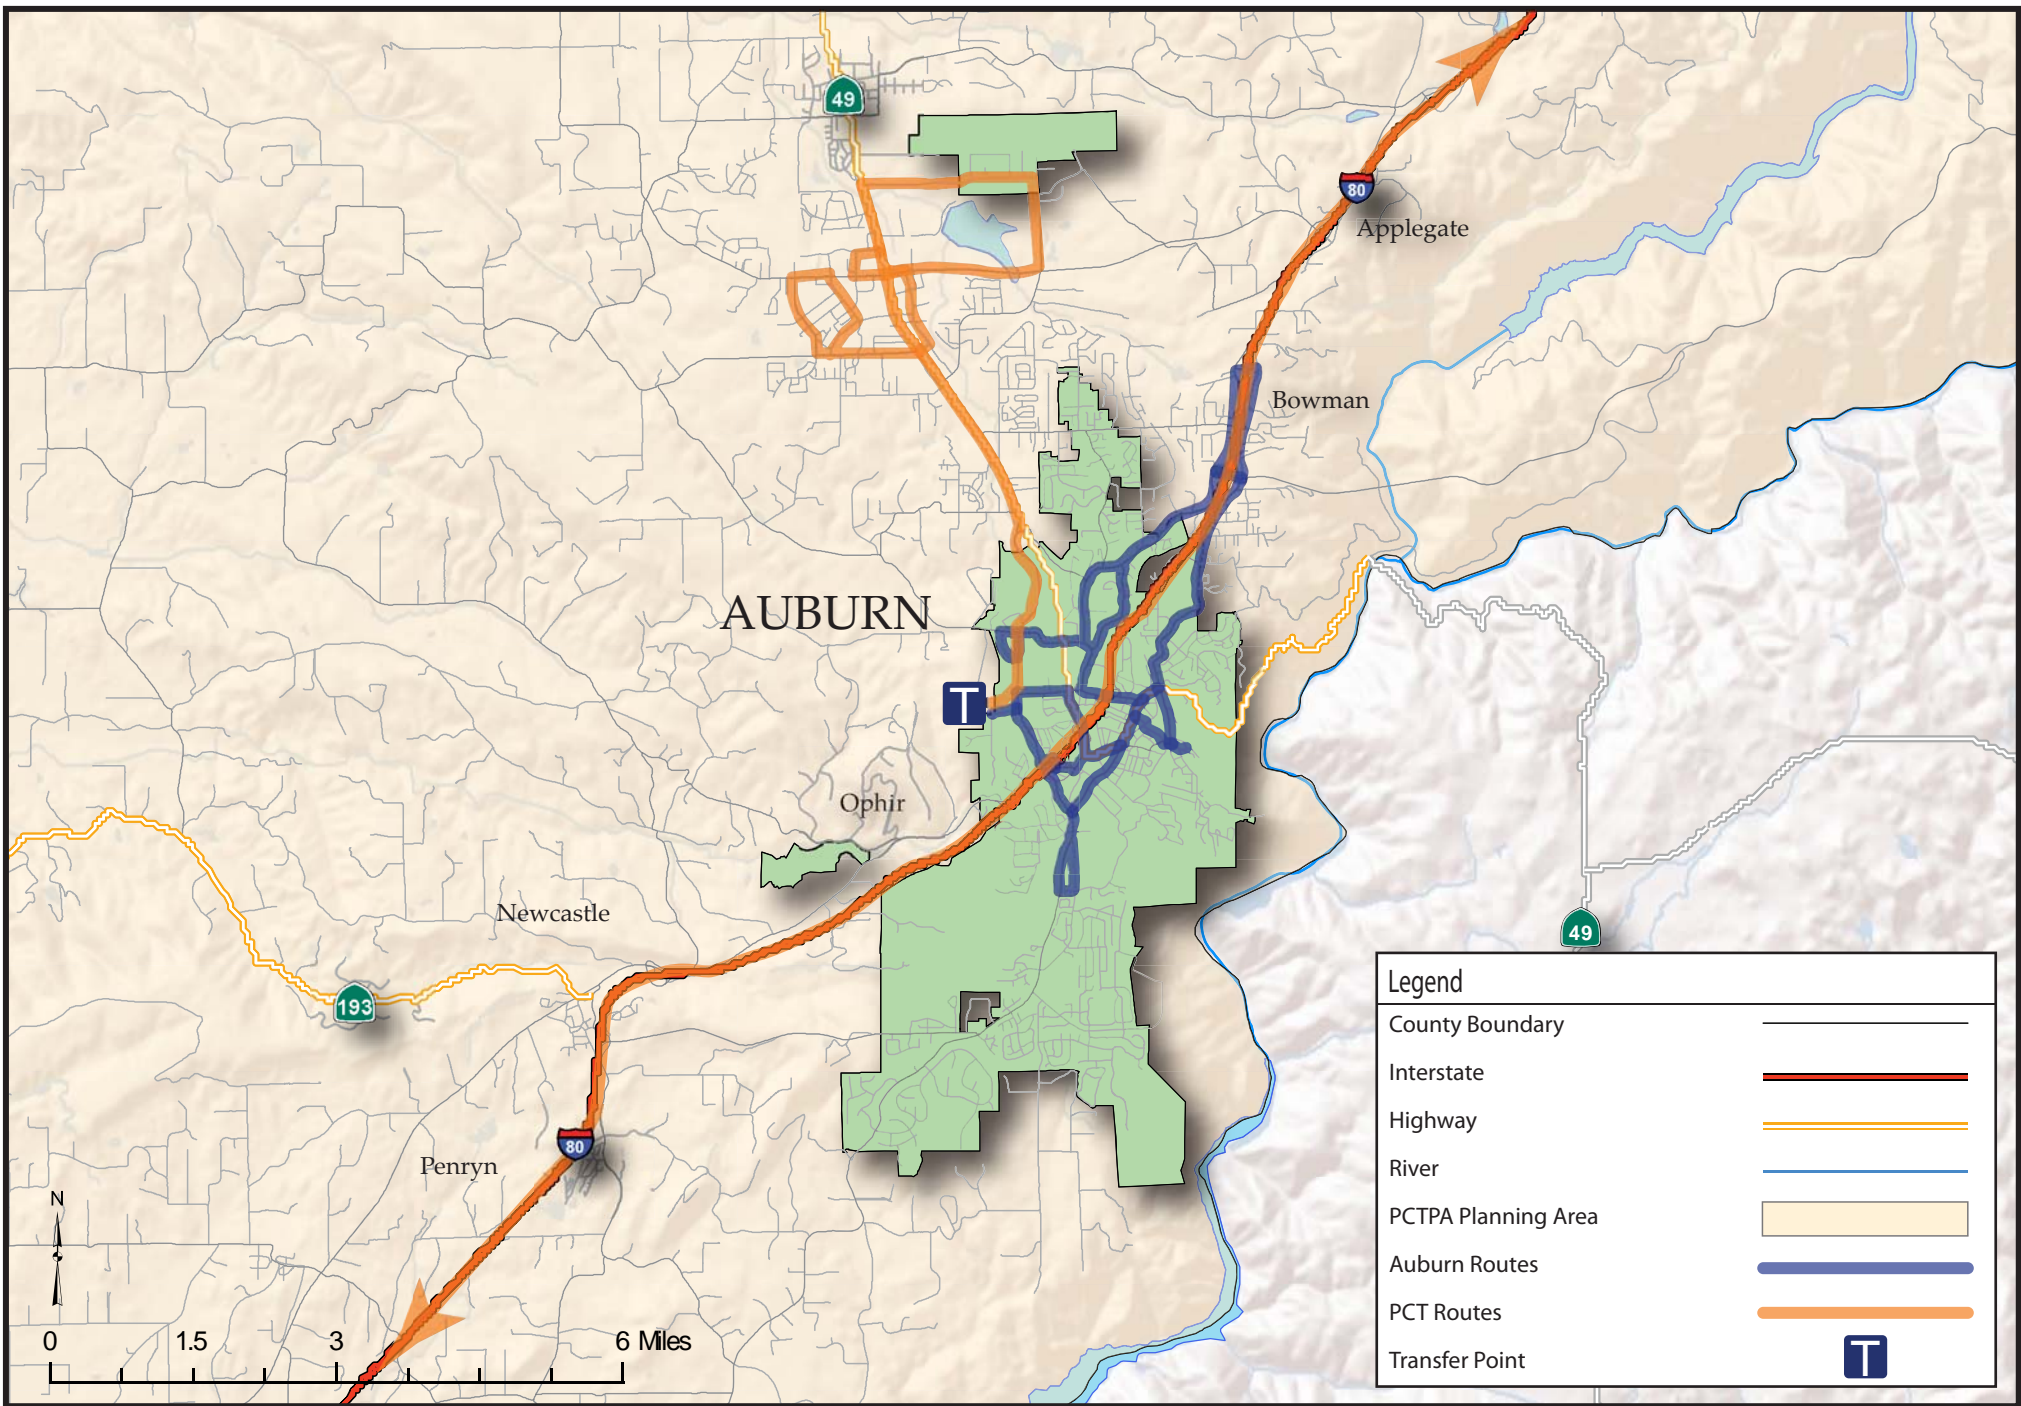 49
80
Applegate
Bowman
AUBURN
T
Ophir
Newcastle
193
49
80
Penryn
N
0 1.5 3 6 Miles
Legend
County Boundary
Interstate
Highway
River
PCTPA Planning Area
Auburn Routes
PCT Routes
Transfer Point T